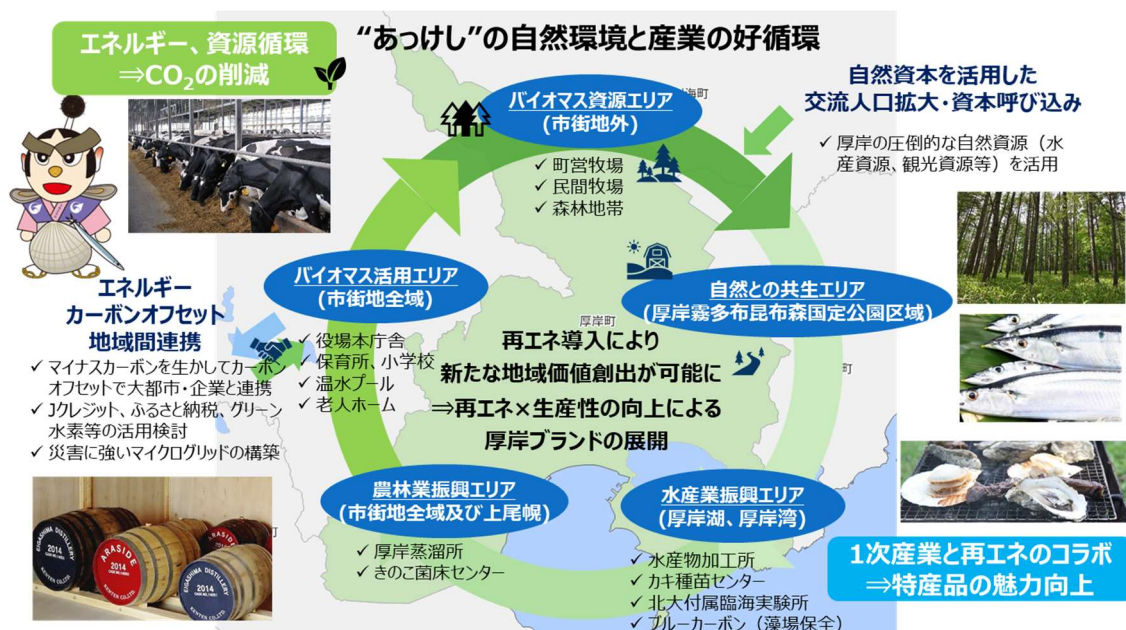 “あっけし”の自然環境と産業の好循環
エネルギー、資源循環
⇒CO₂の削減
バイオマス資源エリア
(市街地外)
✓ 町営牧場
✓ 民間牧場
✓ 森林地帯
自然資本を活用した
交流人口拡大・資本呼び込み
✓ 厚岸の圧倒的な自然資源（水
産資源、観光資源等）を活用
バイオマス活用エリア
(市街地全域)
✓ 役場本庁舎
✓ 保育所、小学校
✓ 温水プール
✓ 老人ホーム
自然との共生エリア
(厚岸霧多布昆布森国定公園区域)
エネルギー
カーボンオフセット
地域間連携
✓ マイナスカーボンを生かしてカーボン
オフセットで大都市・企業と連携
✓ Jクレジット、ふるさと納税、グリーン
水素等の活用検討
✓ 災害に強いマイクログリッドの構築
厚岸町
再エネ導入により
新たな地域価値創出が可能に
⇒再エネ×生産性の向上による
厚岸ブランドの展開
農林業振興エリア
(市街地全域及び上尾幌)
✓ 厚岸蒸溜所
✓ きのこ菌床センター
水産業振興エリア
(厚岸湖、厚岸湾)
✓ 水産物加工所
✓ カキ種苗センター
✓ 北大付属臨海実験所
✓ ブルーカーボン（藻場保全）
1次産業と再エネのコラボ
⇒特産品の魅力向上
EIGASHIMA DISTILLERY
2014
KENTEN CO.,LTD.
ARASIDE
2014
KENTEN CO.,LTD.
EIGASHIMA DISTILLERY
2014
KENTEN CO.,LTD.